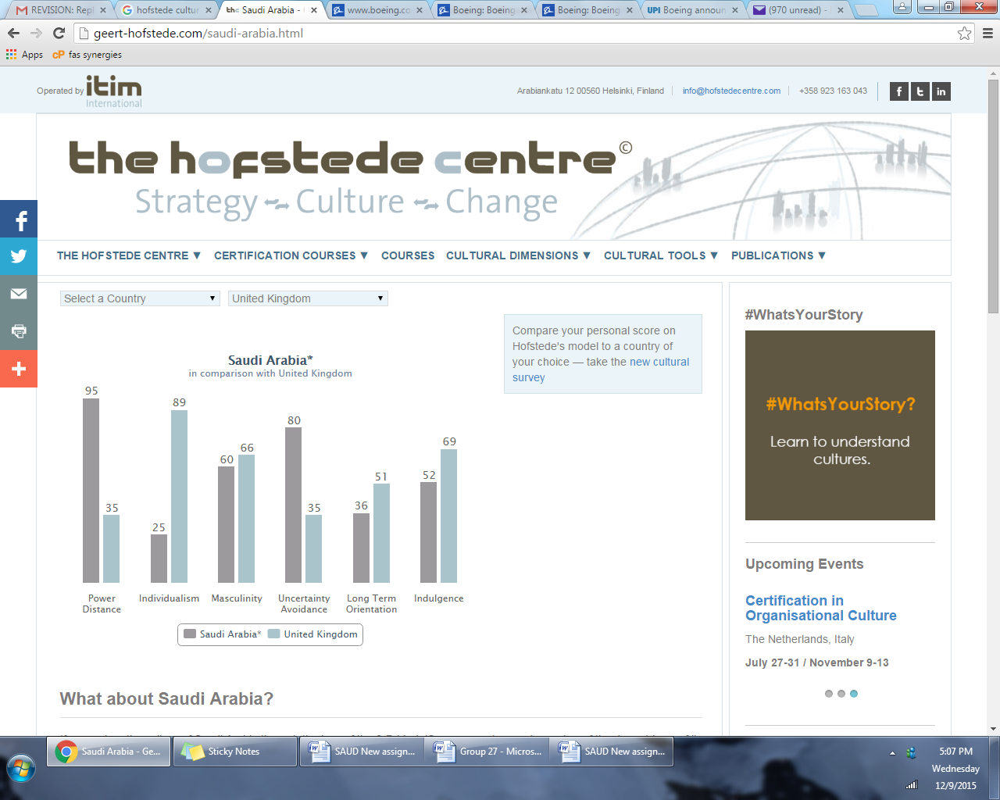 REVISION: Repl
hofstede cultur
Saudi Arabia -
www.boeing.co
Boeing: Boeing
Boeing: Boeing
UPI Boeing announ
(970 unread) -
geert-hofstede.com/saudi-arabia.html
Apps
cP fas synergies
Operated by itim International
Arabiankatu 12 00560 Helsinki, Finland
info@hofstedecentre.com
+358 923 163 043
the hofstede centre©
Strategy Culture Change
THE HOFSTEDE CENTRE ▼ CERTIFICATION COURSES ▼ COURSES CULTURAL DIMENSIONS ▼ CULTURAL TOOLS ▼ PUBLICATIONS ▼
Select a Country
United Kingdom
Compare your personal score on
Hofstede's model to a country of
your choice — take the new cultural
survey
Saudi Arabia*
in comparison with United Kingdom
95
35
25
89
60
66
80
35
36
51
52
69
Power
Distance
Individualism
Masculinity
Uncertainty
Avoidance
Long Term
Orientation
Indulgence
Saudi Arabia* United Kingdom
What about Saudi Arabia?
#WhatsYourStory
#WhatsYourStory?
Learn to understand
cultures.
Upcoming Events
Certification in
Organisational Culture
The Netherlands, Italy
July 27-31 / November 9-13
Saudi Arabia - Ge...
Sticky Notes
SAUD New assign...
Group 27 - Micros...
SAUD New assign...
5:07 PM
Wednesday
12/9/2015